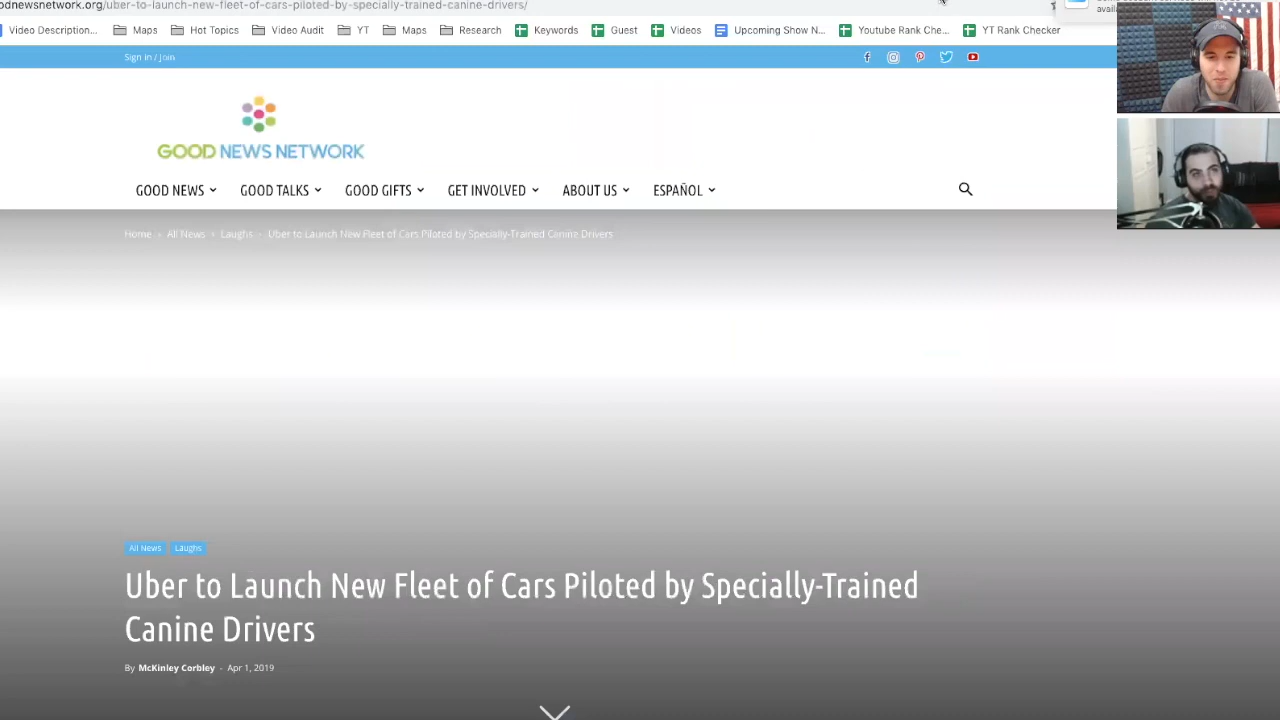 odnewsnetwork.org/uber-to-launch-new-fleet-of-cars-piloted-by-specially-trained-canine-drivers/
Video Description... Maps Hot Topics Video Audit YT Maps Research Keywords Guest Videos Upcoming Show N... Youtube Rank Che... YT Rank Checker
Sign in / Join
GOOD NEWS NETWORK
GOOD NEWS GOOD TALKS GOOD GIFTS GET INVOLVED ABOUT US ESPAÑOL
Home All News Laughs Uber to Launch New Fleet of Cars Piloted by Specially-Trained Canine Drivers
All News Laughs
Uber to Launch New Fleet of Cars Piloted by Specially-Trained
Canine Drivers
By McKinley Corbley - Apr 1, 2019